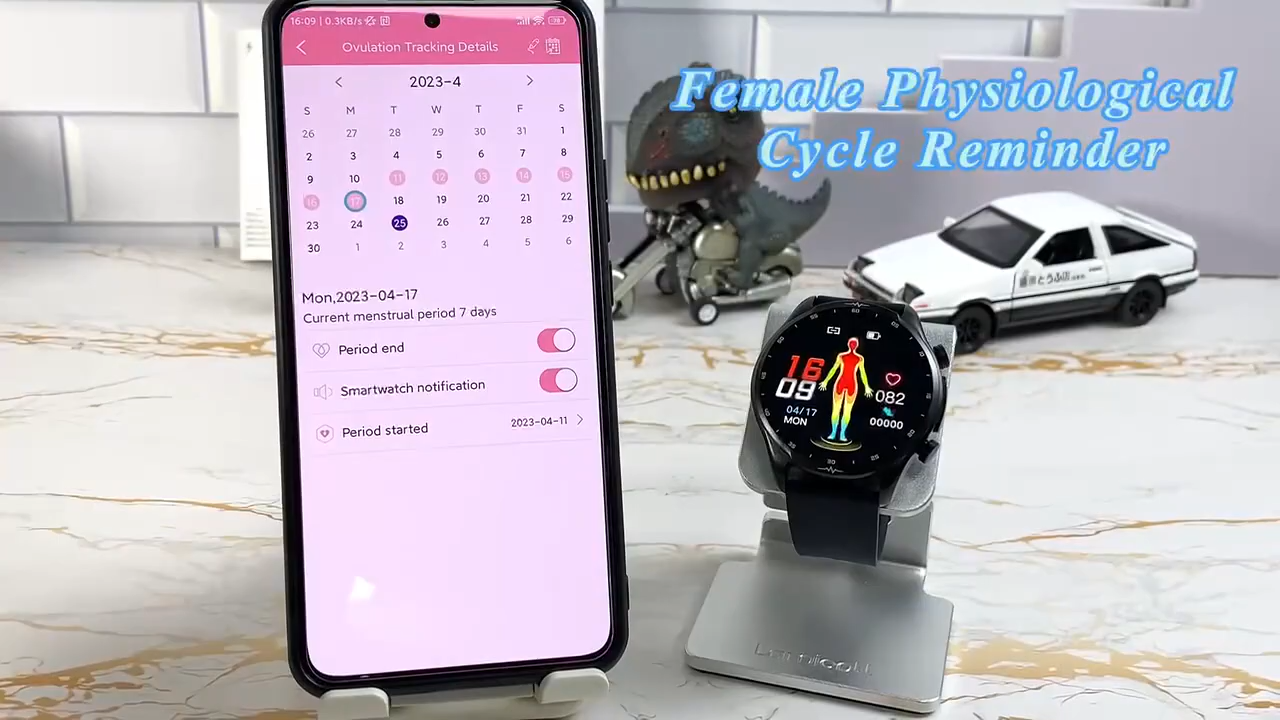 16:09 | 0.3KB/s
Ovulation Tracking Details
2023-4
S M T W T F S
26 27 28 29 30 31 1
2 3 4 5 6 7 8
9 10 11 12 13 14 15
16 17 18 19 20 21 22
23 24 25 26 27 28 29
30 1 2 3 4 5 6
Mon,2023-04-17
Current menstrual period 7 days
Period end
Smartwatch notification
Period started 2023-04-11
Female Physiological
Cycle Reminder
16
09
04/17
MON
082
00000